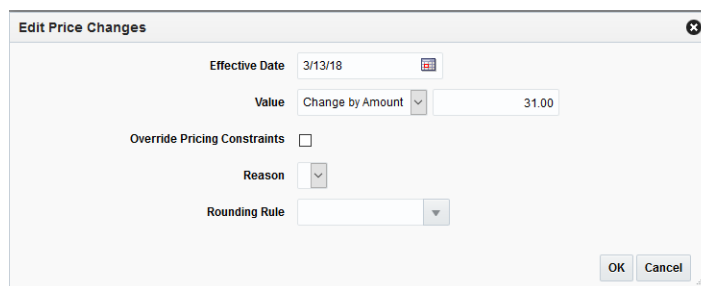 Edit Price Changes
Effective Date 3/13/18
Value Change by Amount 31.00
Override Pricing Constraints
Reason
Rounding Rule
OK Cancel